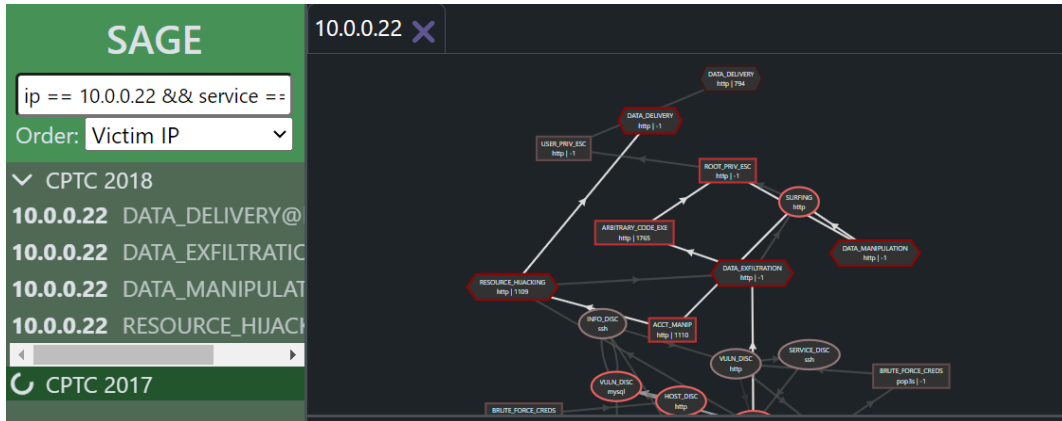 SAGE
10.0.0.22
ip == 10.0.0.22 && service ==
Order: Victim IP
CPTC 2018
10.0.0.22 DATA_DELIVERY@
10.0.0.22 DATA_EXFILTRATIC
10.0.0.22 DATA_MANIPULAT
10.0.0.22 RESOURCE_HIJACK
CPTC 2017
DATA_DELIVERY
http | 794
DATA_DELIVERY
http | -1
USER_PRIV_ESC
http | -1
ROOT_PRIV_ESC
http | -1
SURFING
http
ARBITRARY_CODE_EXE
http | 1765
DATA_MANIPULATION
http | -1
DATA_EXFILTRATION
http | -1
RESOURCE_HIJACKING
http | 1109
INFO_DISC
ssh
ACCT_MANIP
http | 1110
SERVICE_DISC
ssh
VULN_DISC
http
BRUTE_FORCE_CREDS
pop3s | -1
VULN_DISC
mysql
HOST_DISC
http
BRUTE_FORCE_CREDS